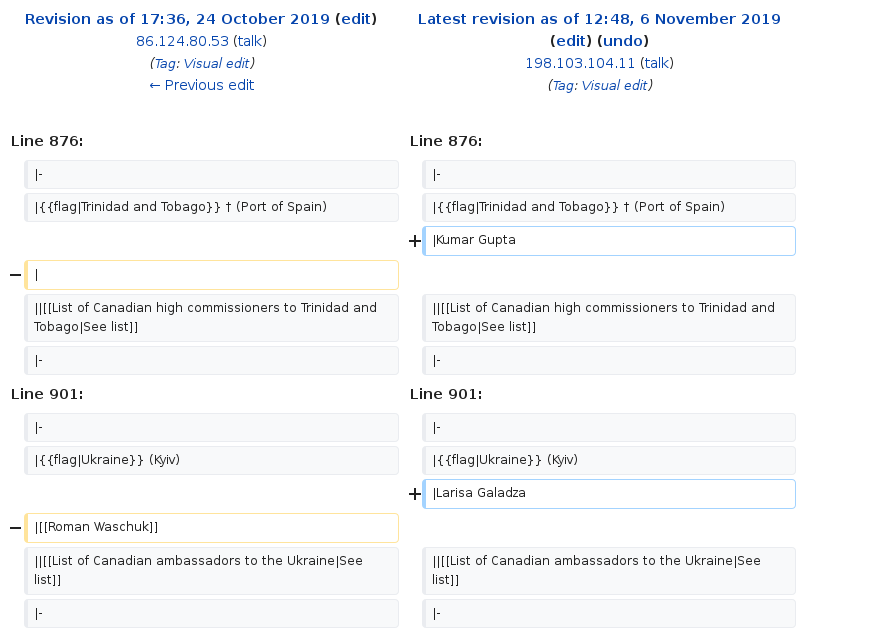 Revision as of 17:36, 24 October 2019 (edit)
86.124.80.53 (talk)
(Tag: Visual edit)
← Previous edit
Latest revision as of 12:48, 6 November 2019
(edit) (undo)
198.103.104.11 (talk)
(Tag: Visual edit)
Line 876:
Line 876:
|-
|-
|{{flag|Trinidad and Tobago}} † (Port of Spain)
|{{flag|Trinidad and Tobago}} † (Port of Spain)
+ |Kumar Gupta
− |
||[[List of Canadian high commissioners to Trinidad and
Tobago|See list]]
||[[List of Canadian high commissioners to Trinidad and
Tobago|See list]]
|-
|-
Line 901:
Line 901:
|-
|-
|{{flag|Ukraine}} (Kyiv)
|{{flag|Ukraine}} (Kyiv)
+ |Larisa Galadza
− |[[Roman Waschuk]]
||[[List of Canadian ambassadors to the Ukraine|See
list]]
||[[List of Canadian ambassadors to the Ukraine|See
list]]
|-
|-